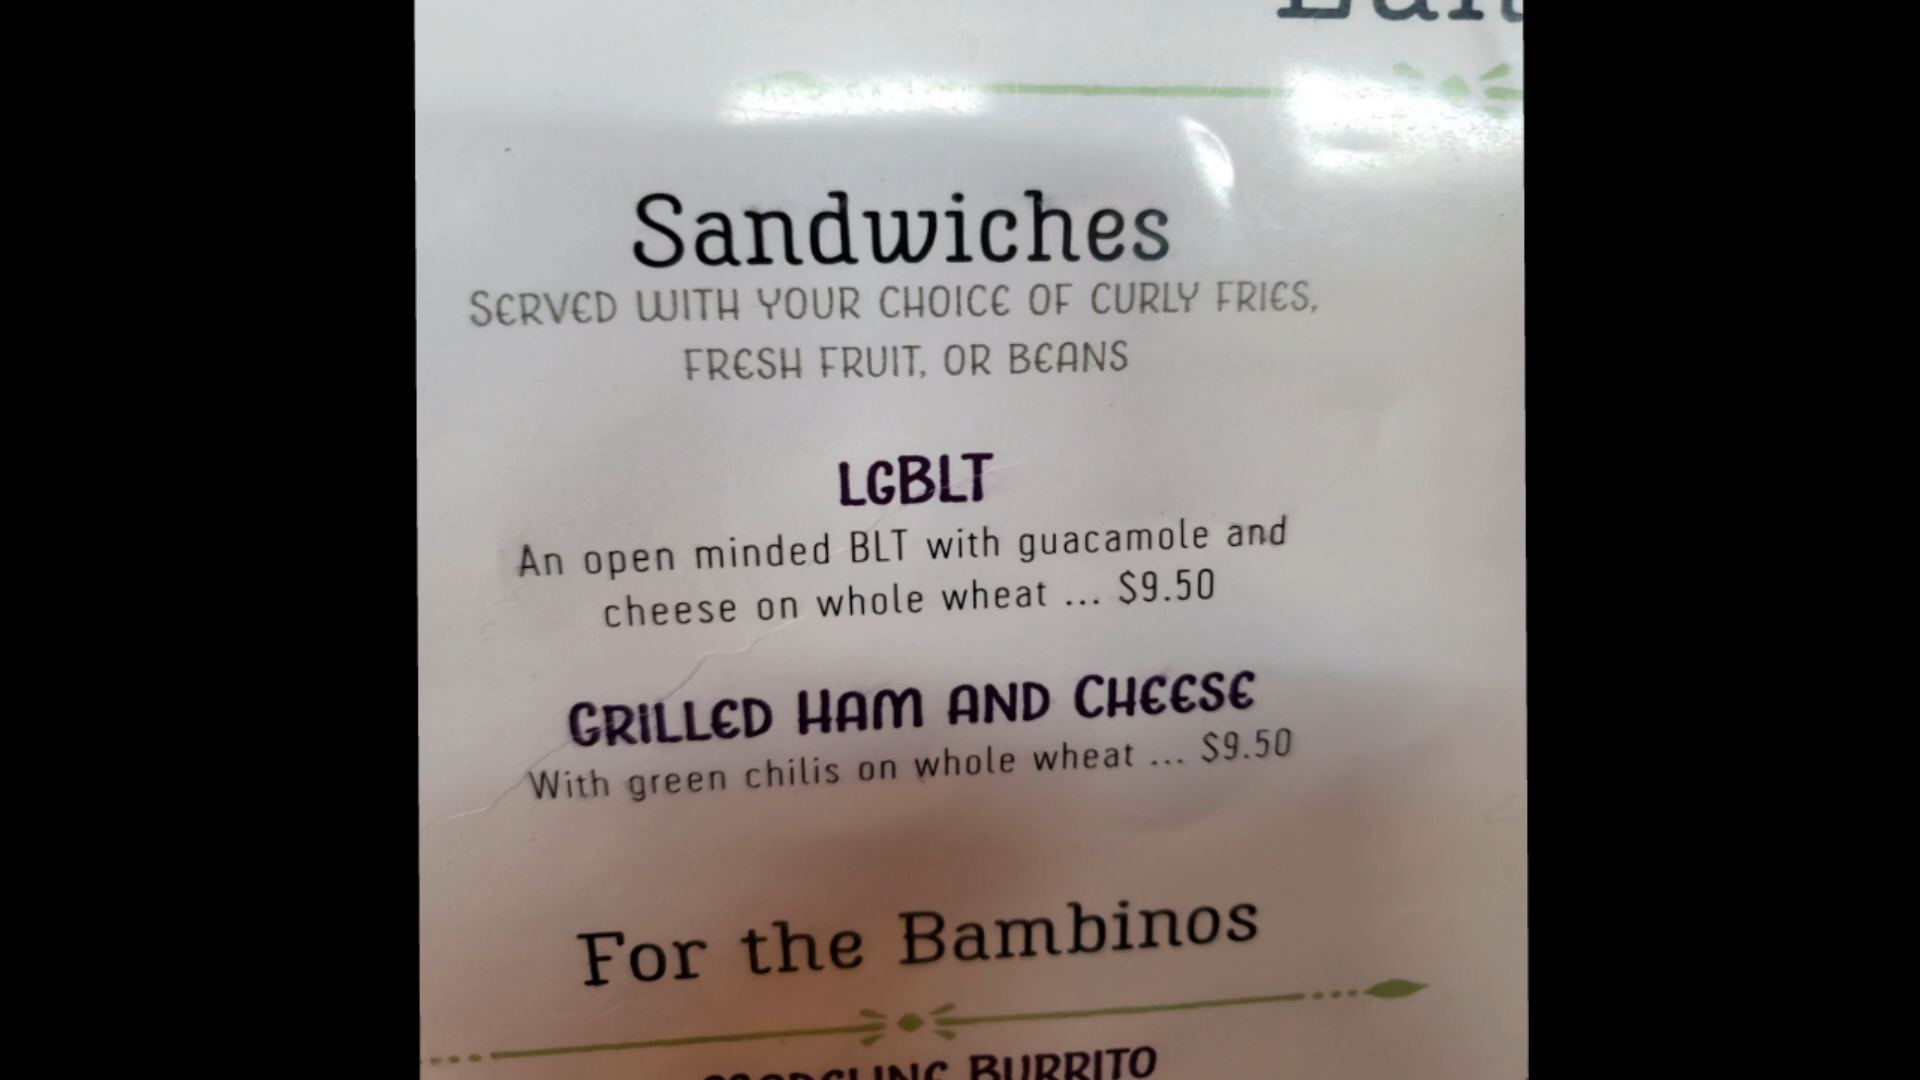 Sandwiches
SERVED WITH YOUR CHOICE OF CURLY FRIES,
FRESH FRUIT, OR BEANS
LGBLT
An open minded BLT with guacamole and
cheese on whole wheat ... $9.50
GRILLED HAM AND CHEESE
With green chilis on whole wheat ... $9.50
For the Bambinos
BURRITO